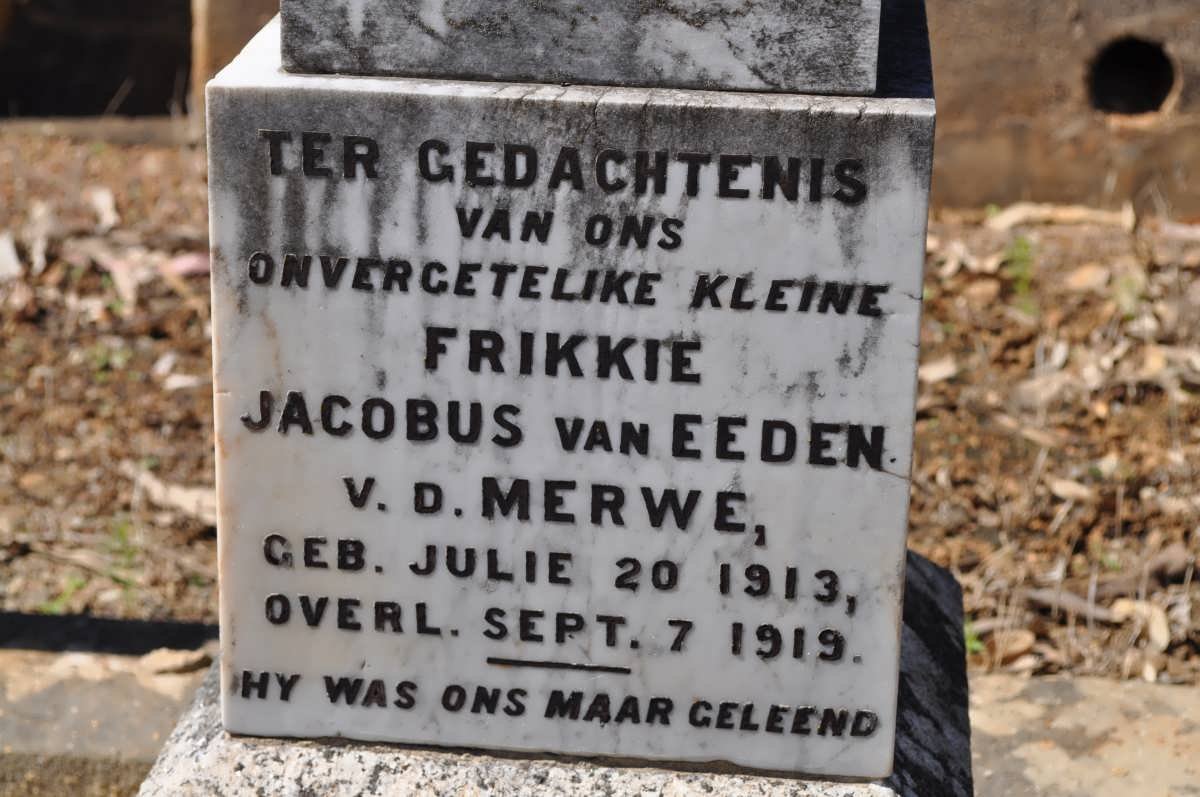 TER GEDACHTENIS
VAN ONS
ONVERGETELIKE KLEINE
FRIKKIE
JACOBUS VAN EEDEN.
V. D. MERWE,
GEB. JULIE 20 1913,
OVERL. SEPT. 7 1919.
HY WAS ONS MAAR GELEEND